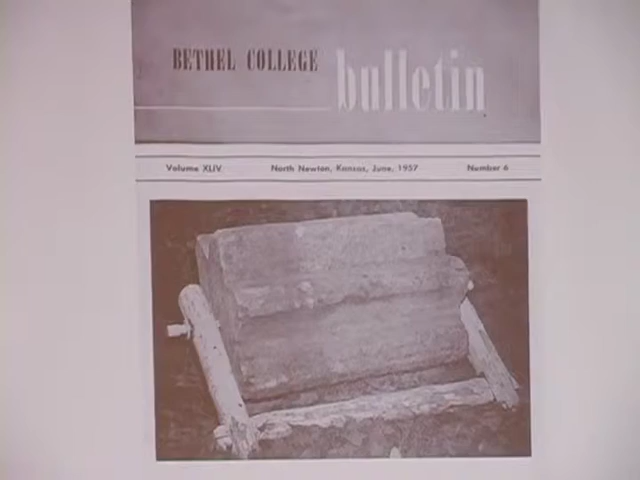 BETHEL COLLEGE bulletin
Volume XLIV North Newton, Kansas, June, 1957 Number 6